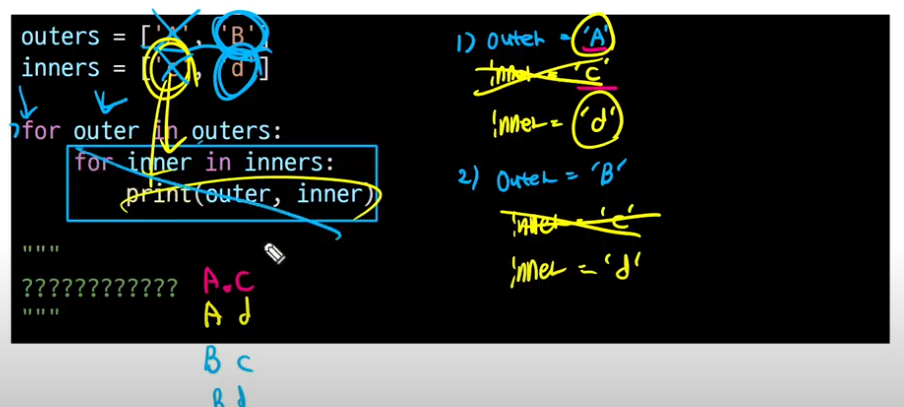 outers = ['A', 'B']
inners = ['c', 'd']
for outer in outers:
for inner in inners:
print(outer, inner)
"""
????????????
"""
A.C
A d
B c
B d
1) outer = 'A'
inner = 'c'
inner = 'd'
2) outer = 'B'
inner = 'c'
inner = 'd'